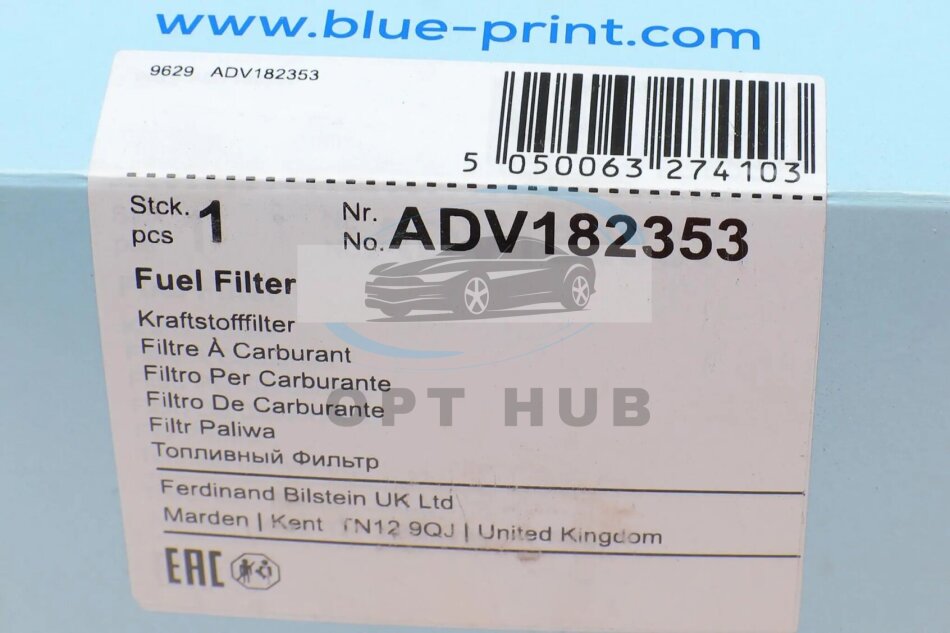 www.blue-print.com
9629 ADV182353
5 050063 274103
Stck. 1 Nr. ADV182353
pcs No.
Fuel Filter
Kraftstofffilter
Filtre À Carburant
Filtro Per Carburante
Filtro De Carburante
Filtr Paliwa
Топливный Фильтр
OPT HUB
Ferdinand Bilstein UK Ltd
Marden | Kent TN12 9QJ | United Kingdom
EAC